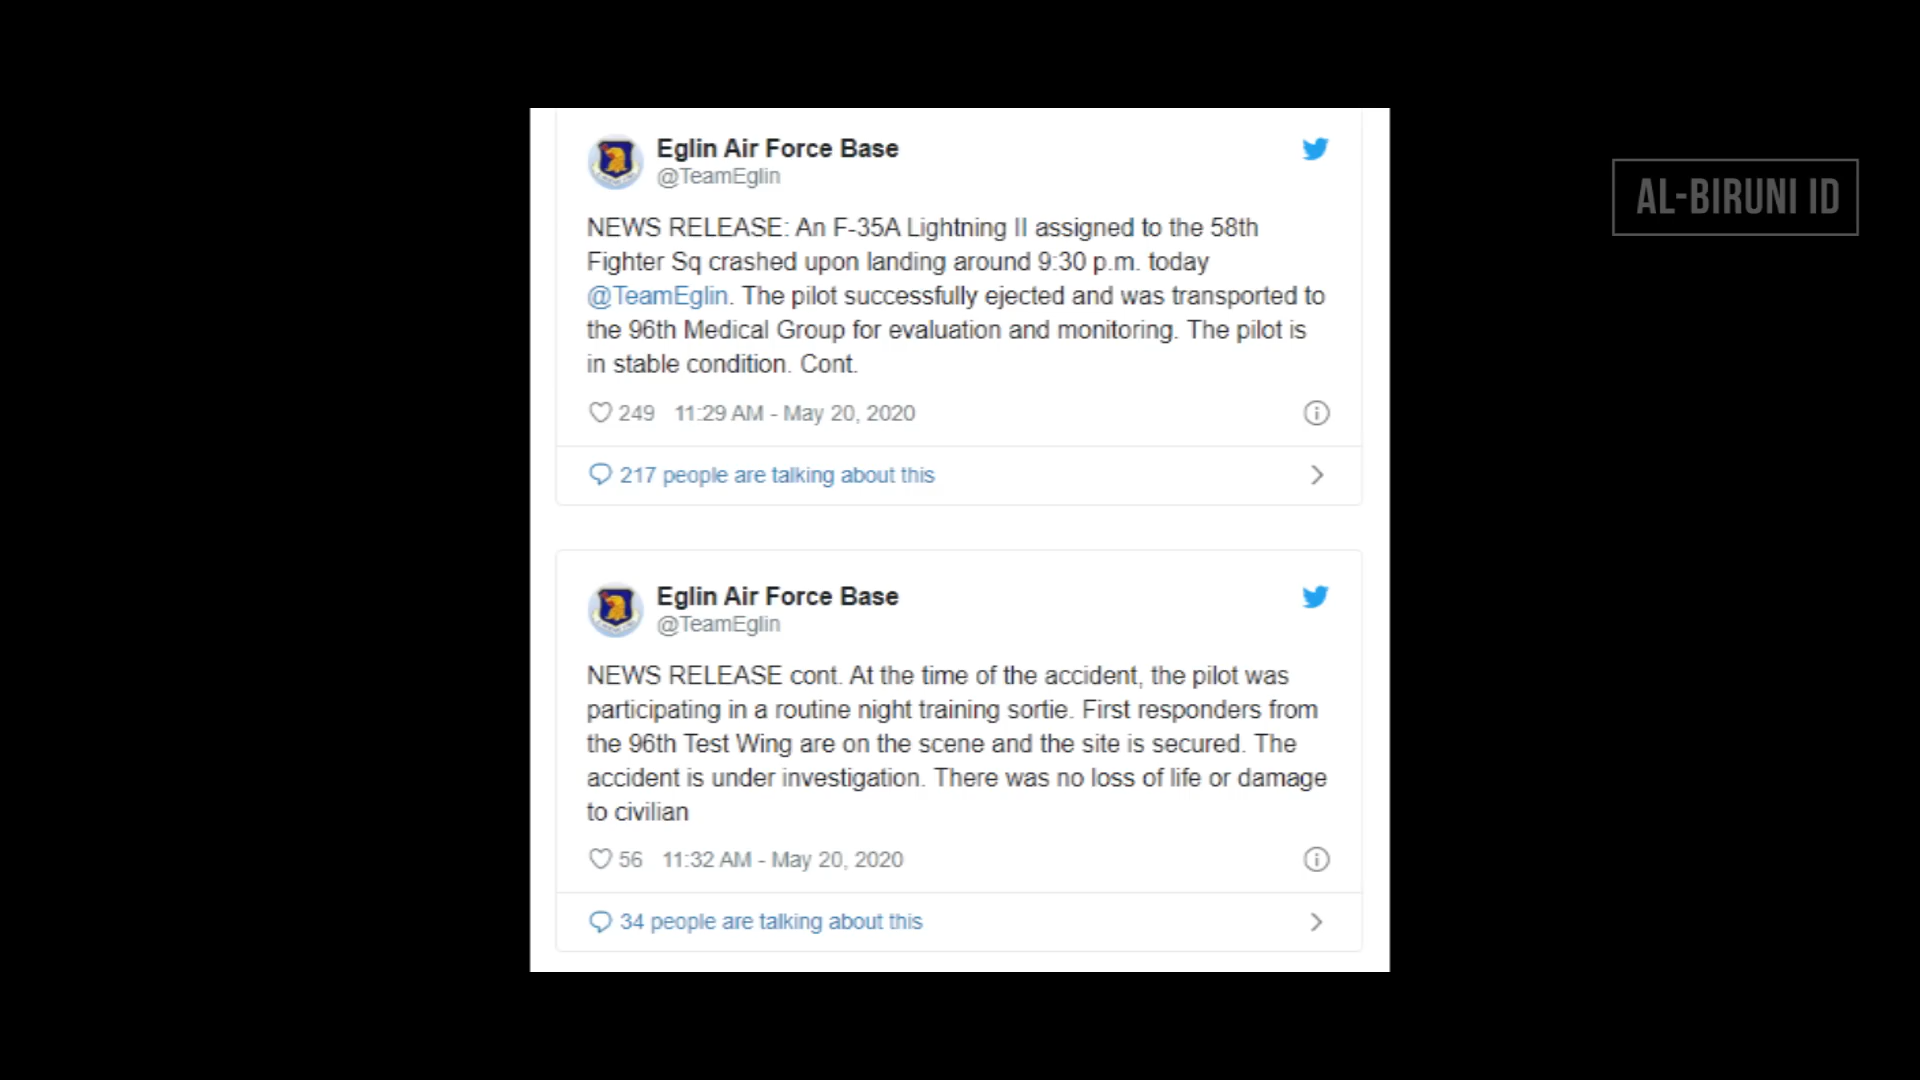 Eglin Air Force Base
@TeamEglin
NEWS RELEASE: An F-35A Lightning II assigned to the 58th
Fighter Sq crashed upon landing around 9:30 p.m. today
@TeamEglin. The pilot successfully ejected and was transported to
the 96th Medical Group for evaluation and monitoring. The pilot is
in stable condition. Cont.
249 11:29 AM - May 20, 2020
217 people are talking about this
Eglin Air Force Base
@TeamEglin
NEWS RELEASE cont. At the time of the accident, the pilot was
participating in a routine night training sortie. First responders from
the 96th Test Wing are on the scene and the site is secured. The
accident is under investigation. There was no loss of life or damage
to civilian
56 11:32 AM - May 20, 2020
34 people are talking about this
AL-BIRUNI ID